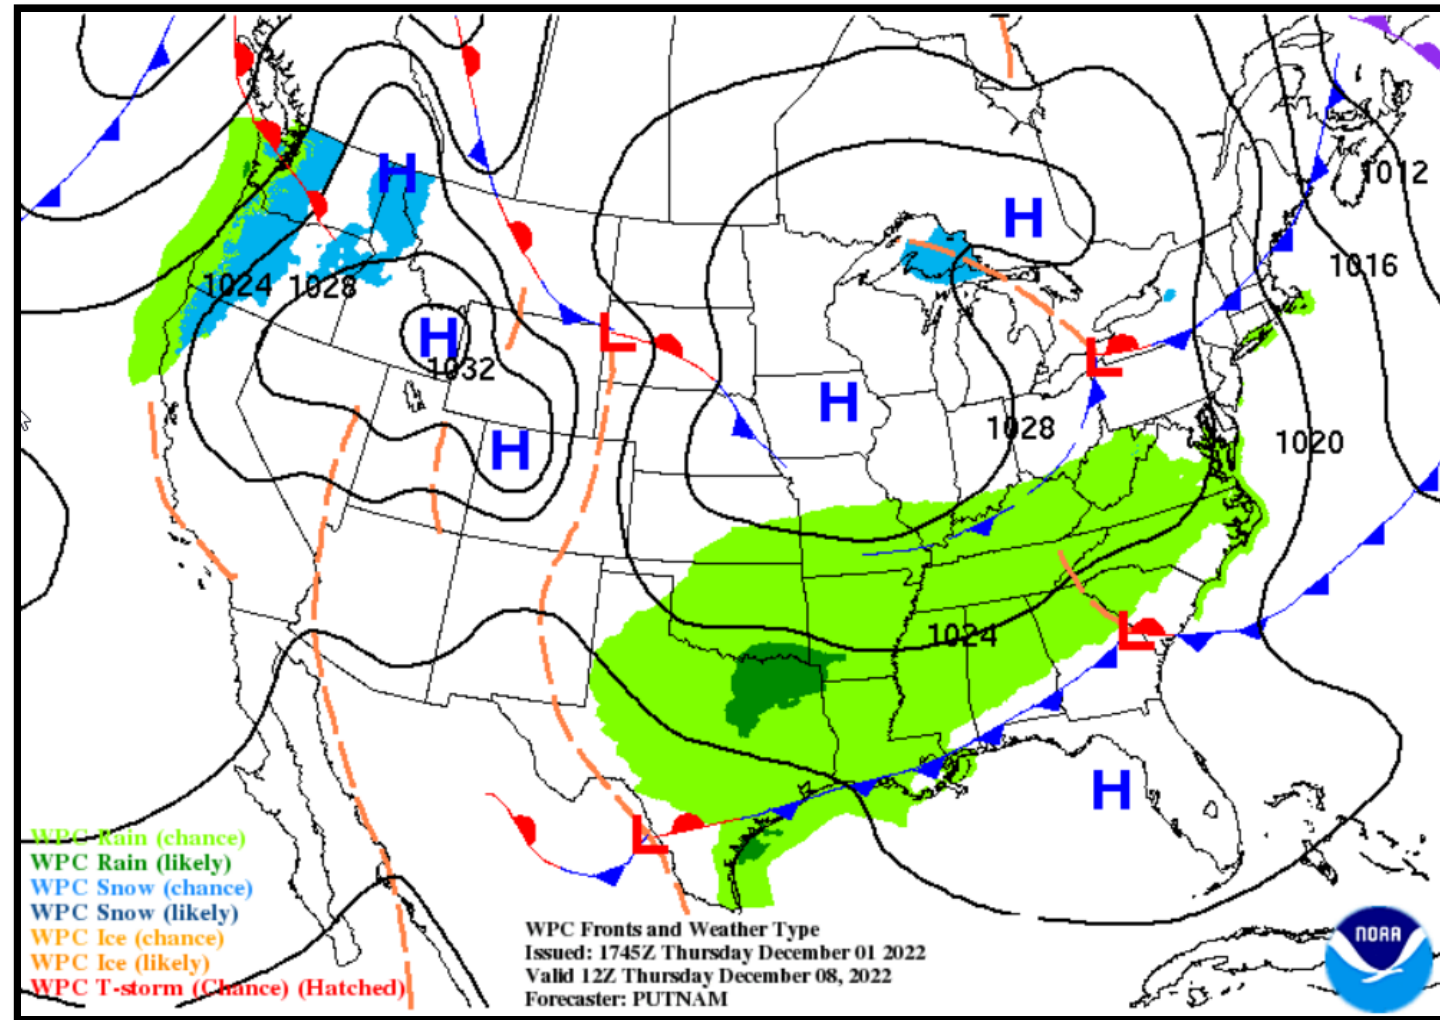 H
H
1012
1016
1024 1028
H
L
L
1032
H
H
1028
1020
L
1024
H
L
WPC Rain (chance)
WPC Rain (likely)
WPC Snow (chance)
WPC Snow (likely)
WPC Ice (chance)
WPC Ice (likely)
WPC T-storm (Chance) (Hatched)
WPC Fronts and Weather Type
Issued: 1745Z Thursday December 01 2022
Valid 12Z Thursday December 08, 2022
Forecaster: PUTNAM
NOAA